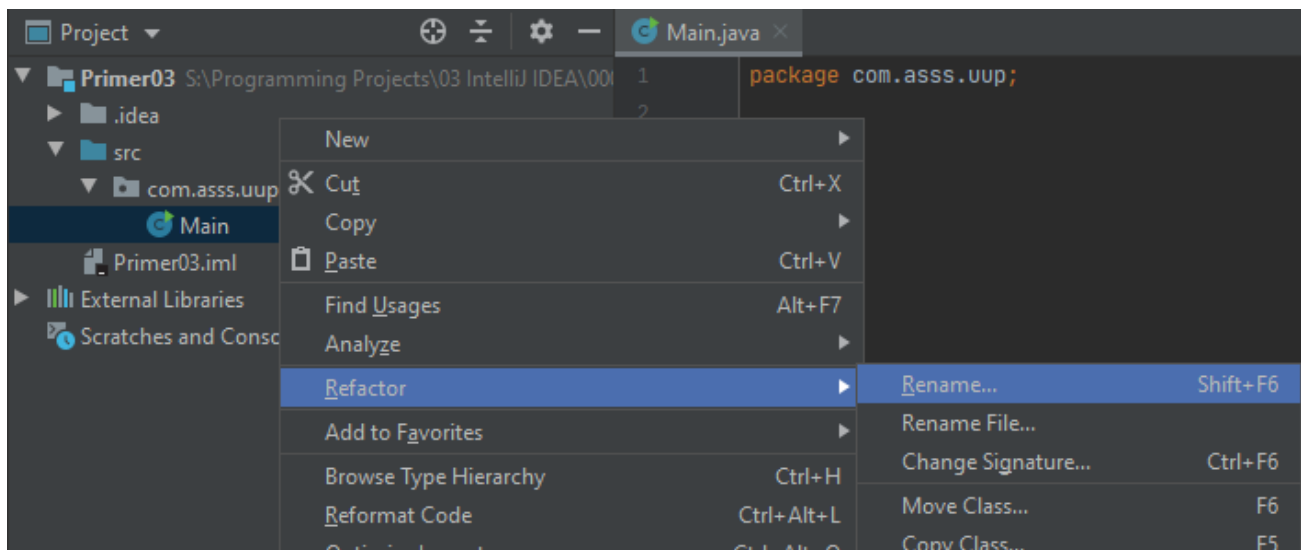 Project
Main.java
Primer03 S:\Programming Projects\03 IntelliJ IDEA\00
1 package com.asss.uup;
.idea
2
New
src
Cut Ctrl+X
com.asss.uup
Copy
Main
Paste Ctrl+V
Primer03.iml
External Libraries
Find Usages Alt+F7
Scratches and
Analyze
Refactor
Rename... Shift+F6
Add to Favorites
Rename File...
Browse Type Hierarchy Ctrl+H
Change Signature... Ctrl+F6
Reformat Code Ctrl+Alt+L
Move Class... F6
Copy Class... F5